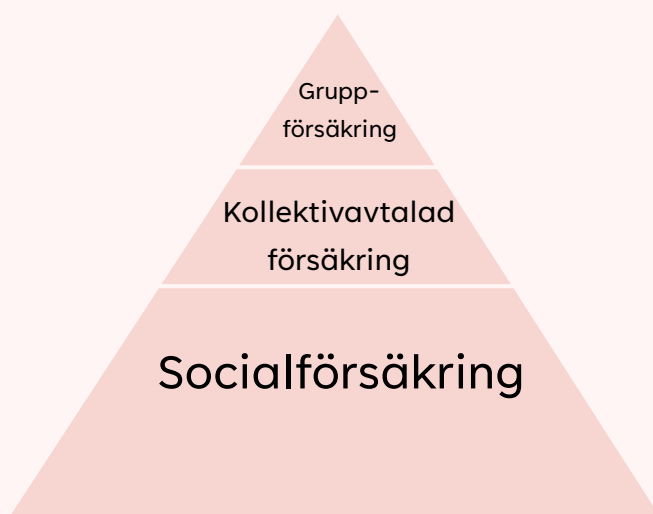 Grupp-
försäkring
Kollektivavtalad
försäkring
Socialförsäkring